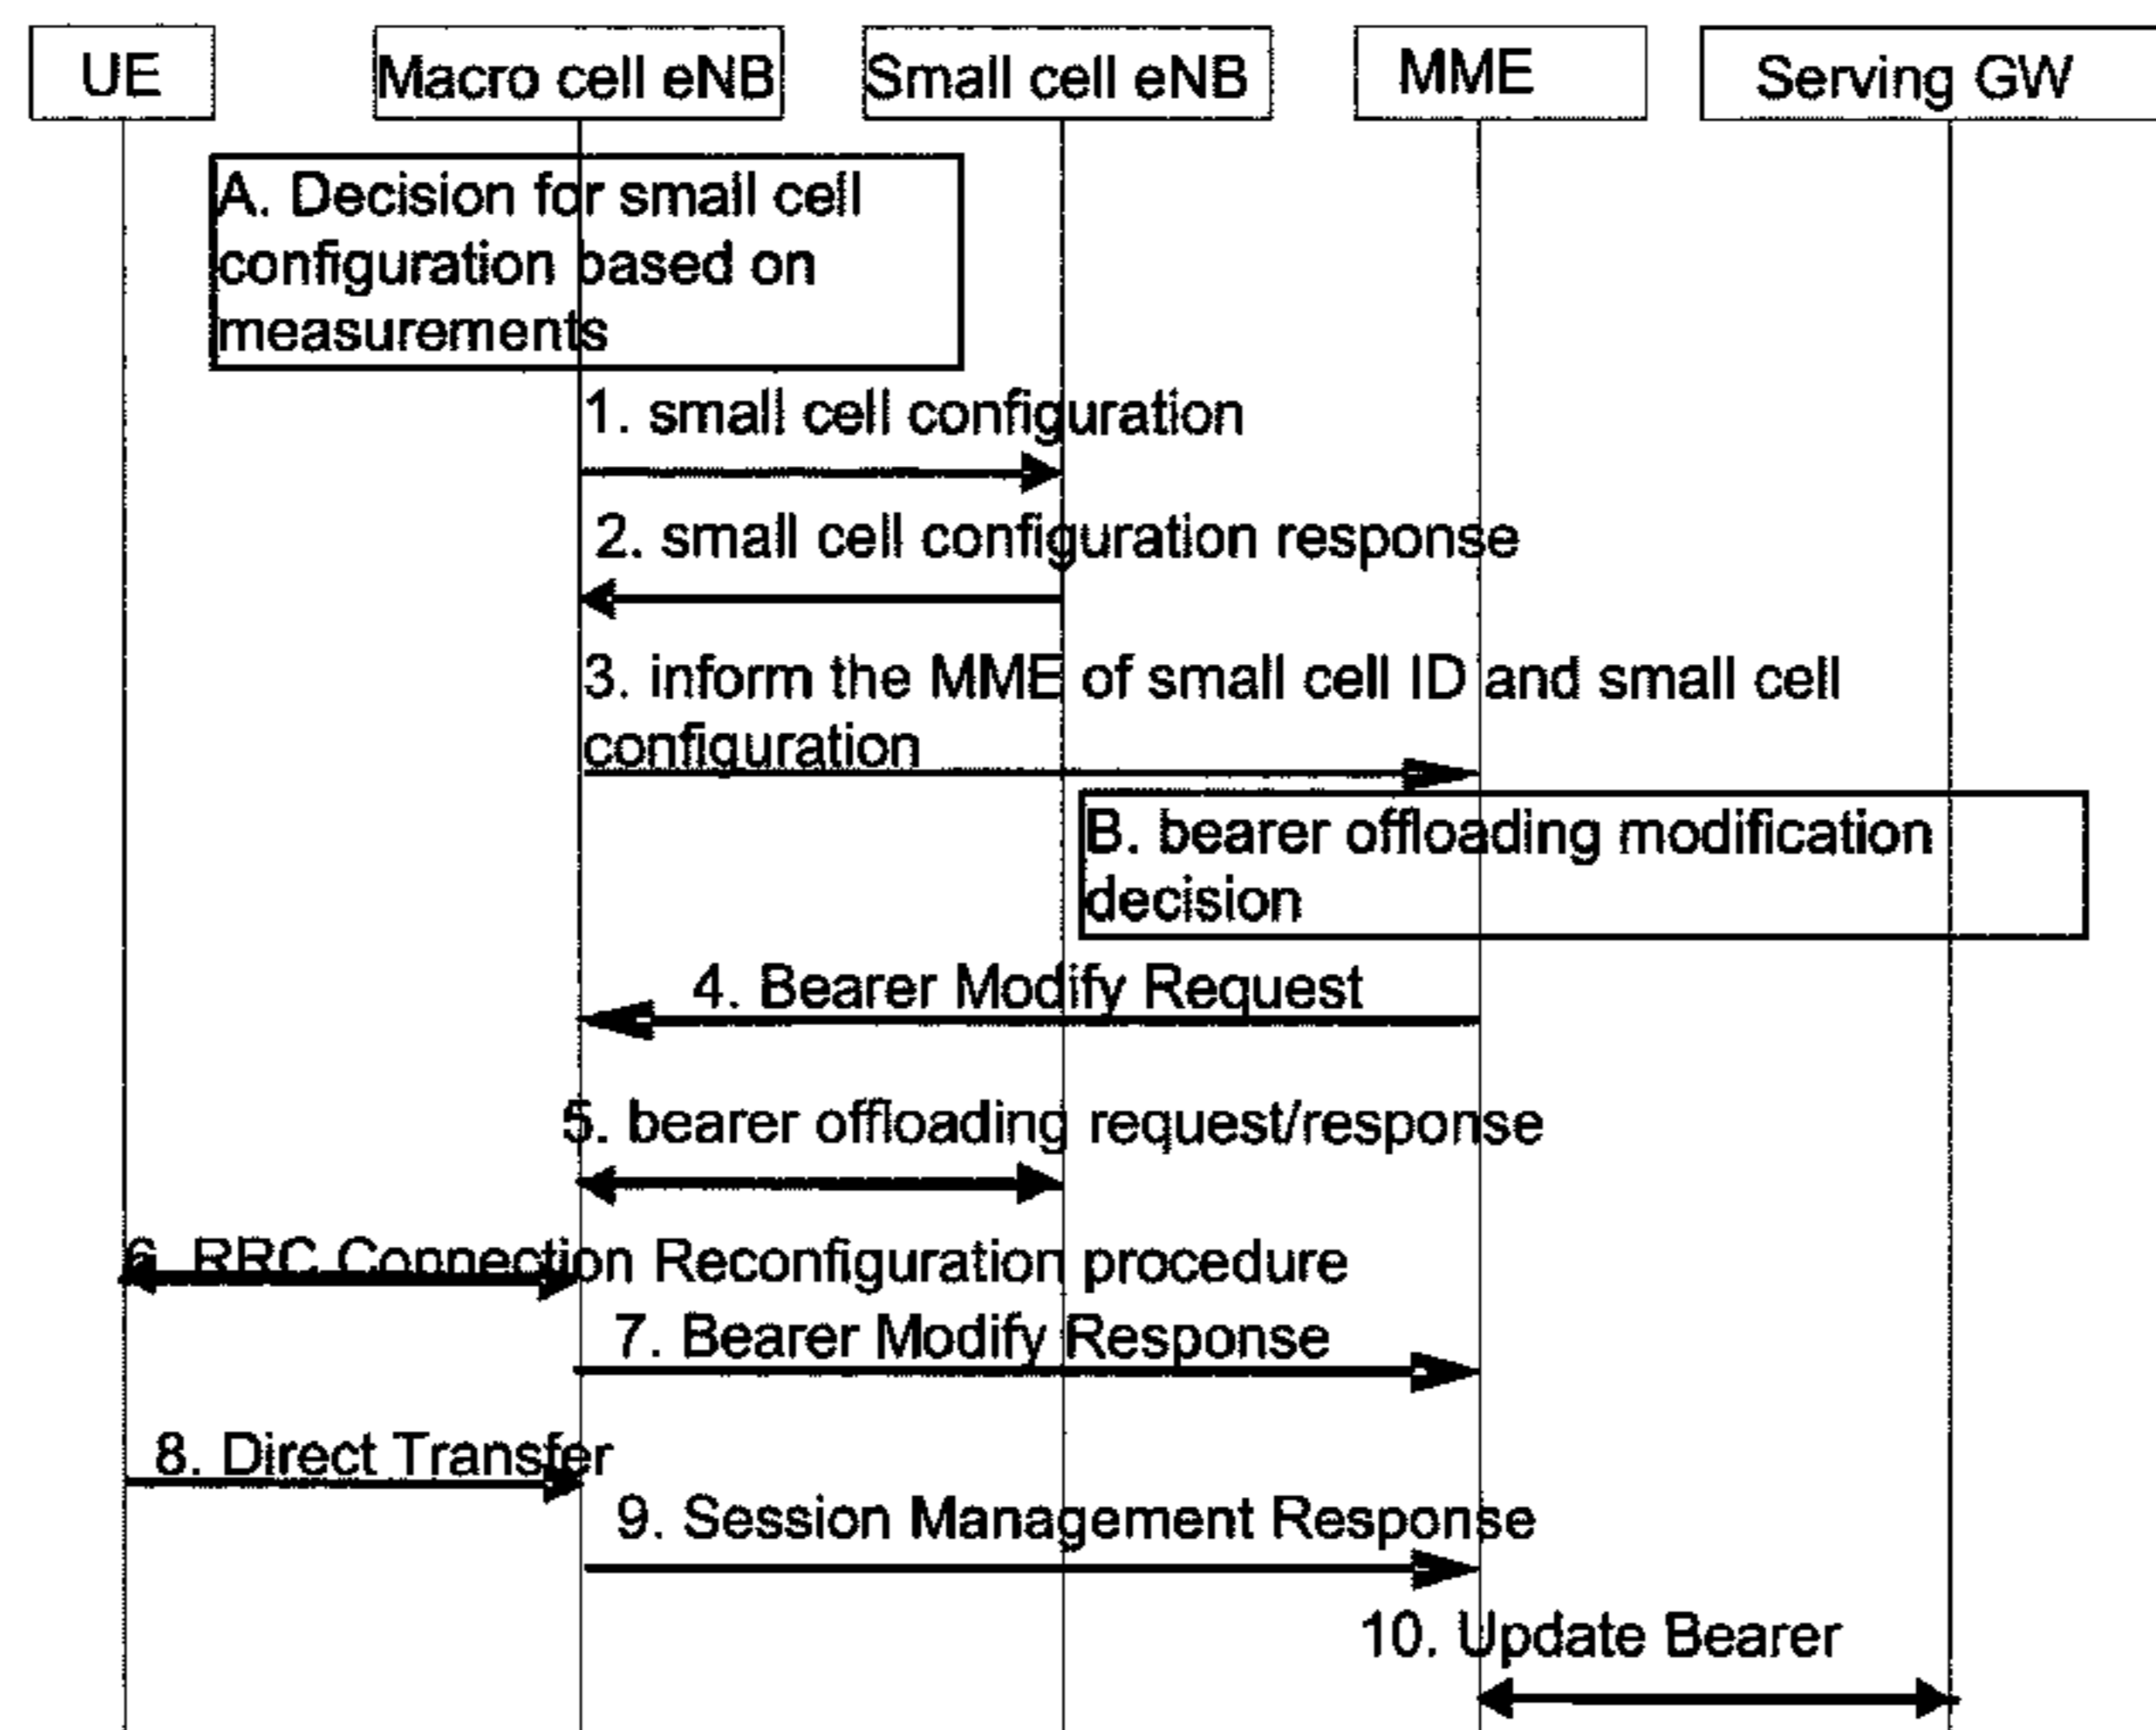 UE
Macro cell eNB
Small cell eNB
MME
Serving GW
A. Decision for small cell
configuration based on
measurements
1. small cell configuration
2. small cell configuration response
3. inform the MME of small cell ID and small cell
configuration
B. bearer offloading modification
decision
4. Bearer Modify Request
5. bearer offloading request/response
6. RRC Connection Reconfiguration procedure
7. Bearer Modify Response
8. Direct Transfer
9. Session Management Response
10. Update Bearer